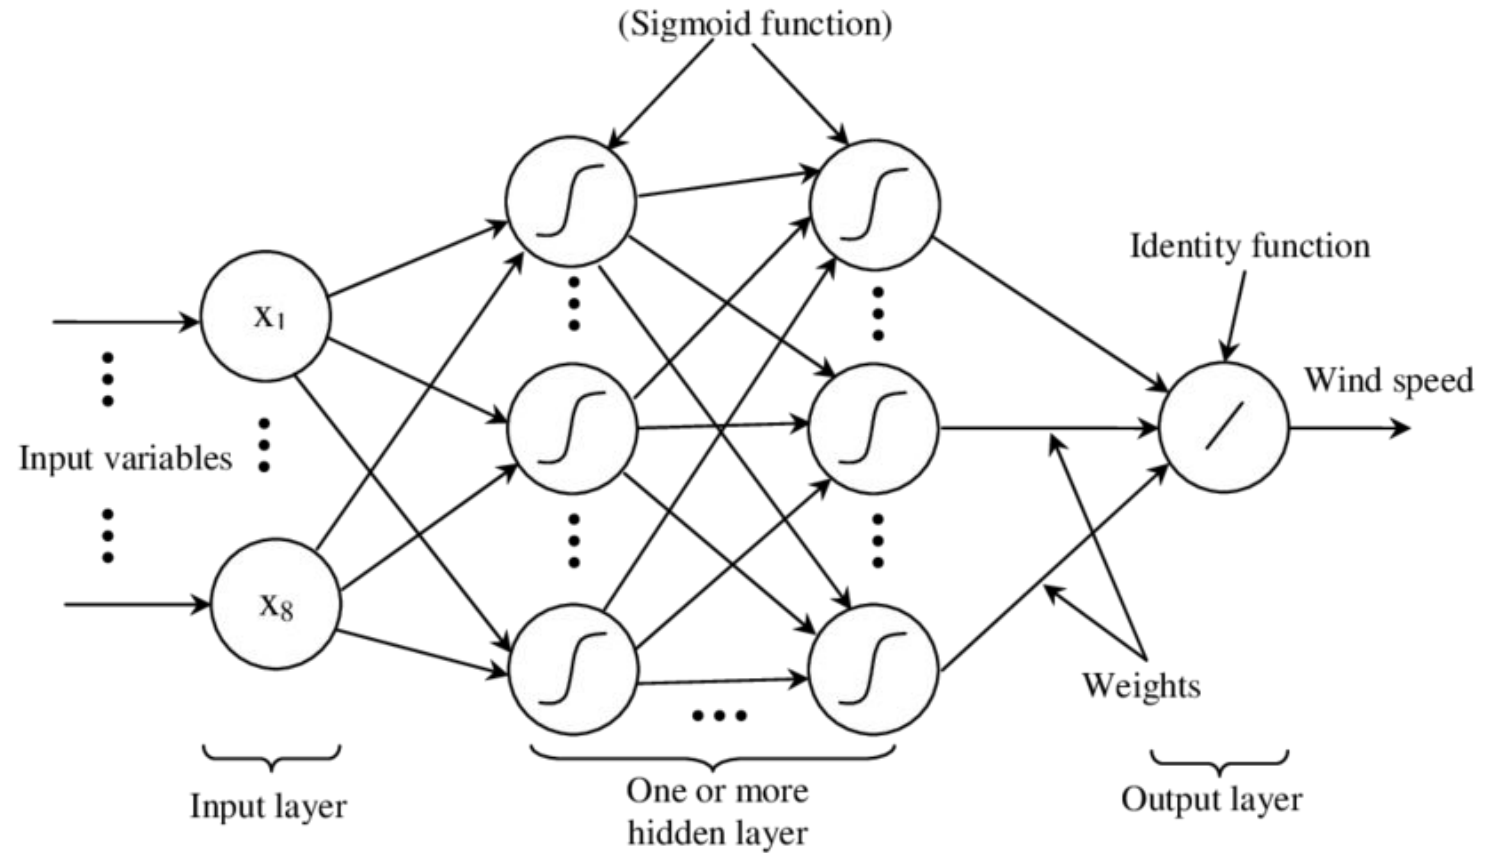 (Sigmoid function)
Identity function
x₁
Wind speed
Input variables
x₈
Weights
Input layer
One or more
hidden layer
Output layer